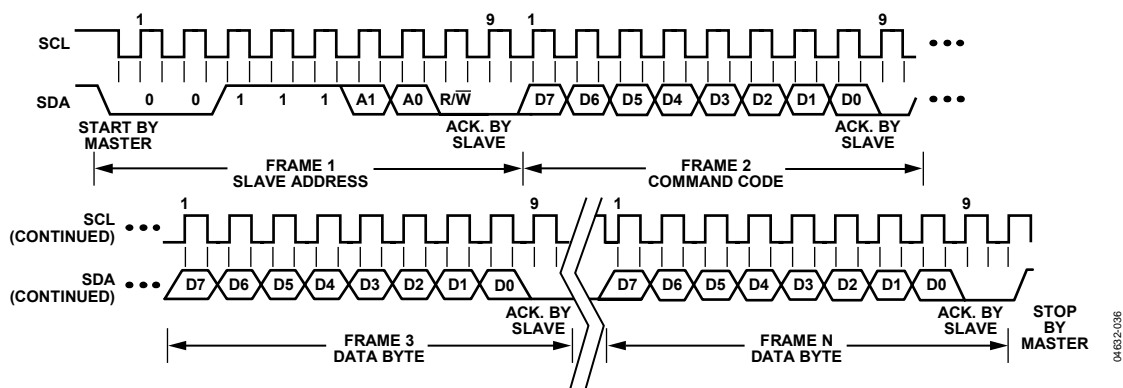 1 9 1 9
SCL •••
SDA 0 0 1 1 1 A1 A0 R/W̅ D7 D6 D5 D4 D3 D2 D1 D0 •••
START BY MASTER
ACK. BY SLAVE
ACK. BY SLAVE
FRAME 1
SLAVE ADDRESS
FRAME 2
COMMAND CODE
1 9 1 9
SCL (CONTINUED) •••
SDA (CONTINUED) ••• D7 D6 D5 D4 D3 D2 D1 D0 D7 D6 D5 D4 D3 D2 D1 D0
ACK. BY SLAVE
ACK. BY SLAVE
STOP BY MASTER
FRAME 3
DATA BYTE
FRAME N
DATA BYTE
04632-036